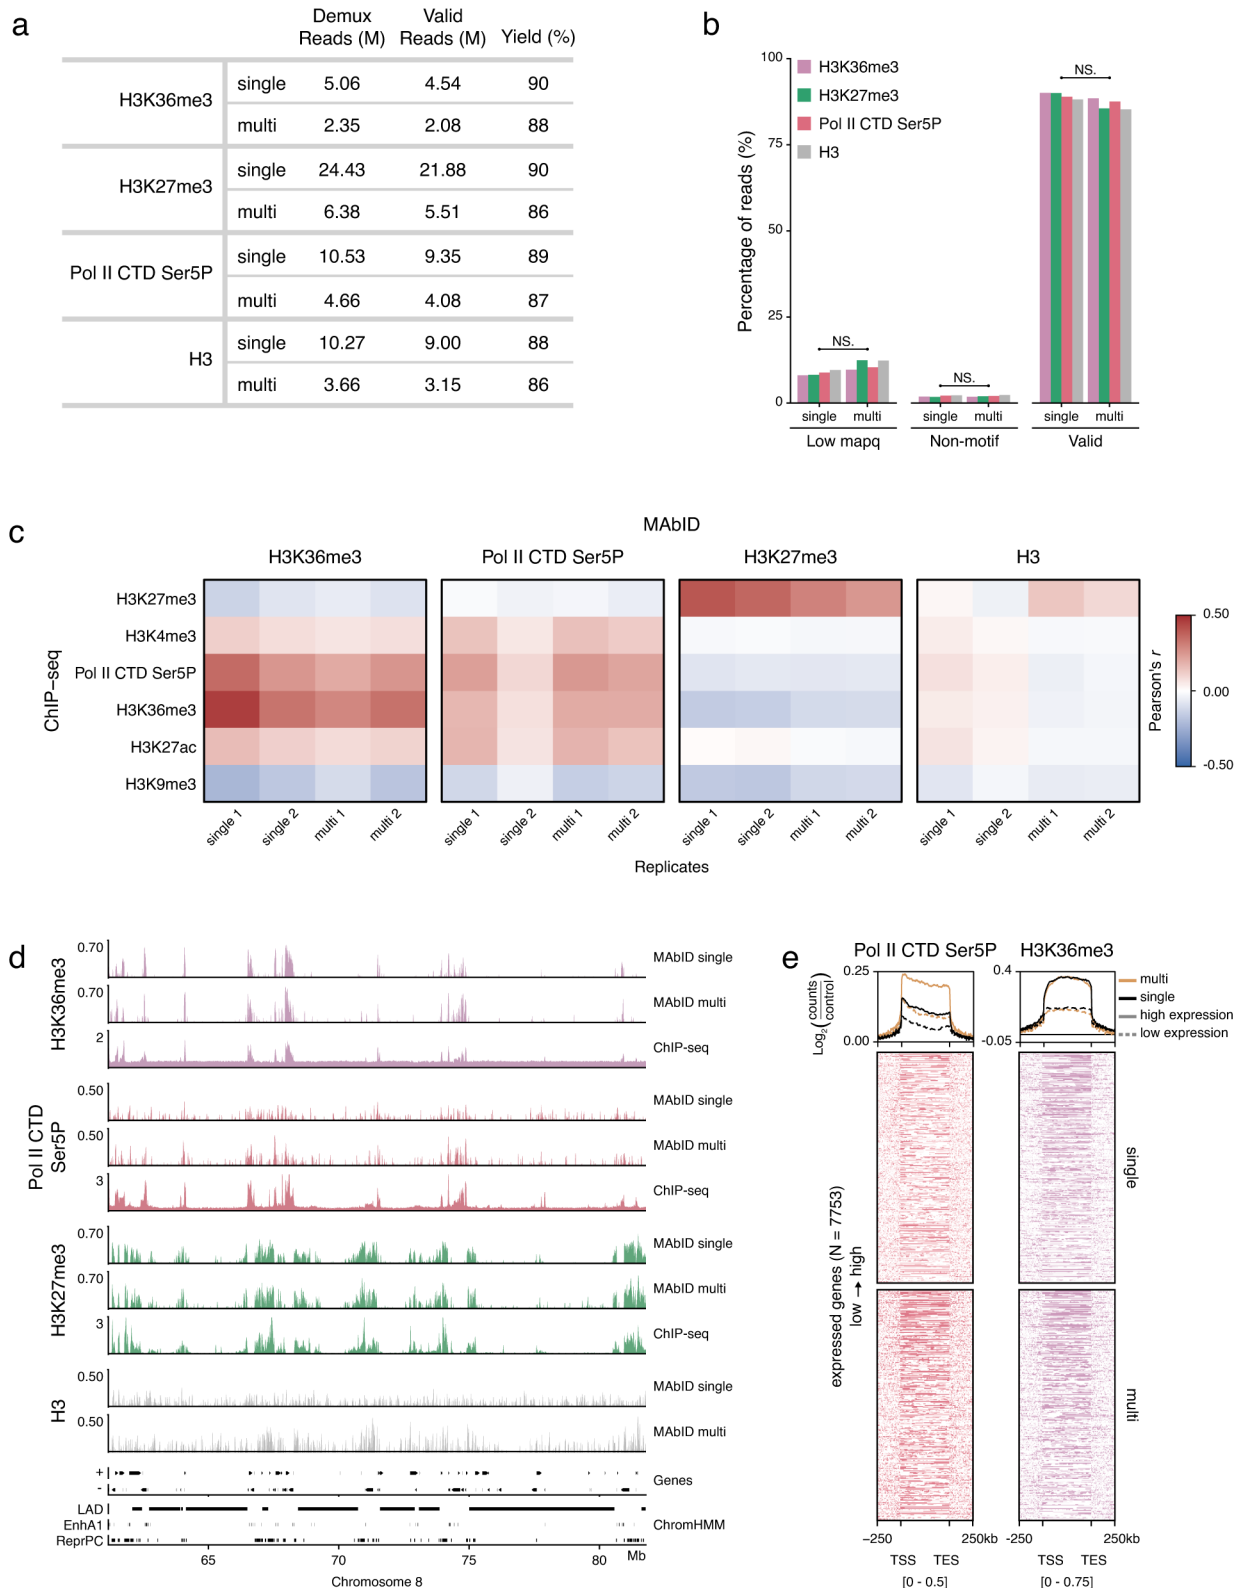 a
Demux Reads (M)
Valid Reads (M)
Yield (%)
H3K36me3
single 5.06 4.54 90
multi 2.35 2.08 88
H3K27me3
single 24.43 21.88 90
multi 6.38 5.51 86
Pol II CTD Ser5P
single 10.53 9.35 89
multi 4.66 4.08 87
H3
single 10.27 9.00 88
multi 3.66 3.15 86
b
Percentage of reads (%)
100
75
50
25
0
H3K36me3
H3K27me3
Pol II CTD Ser5P
H3
NS.
NS.
NS.
single multi single multi single multi
Low mapq Non-motif Valid
c
MAbID
H3K36me3 Pol II CTD Ser5P H3K27me3 H3
ChIP−seq
H3K27me3
H3K4me3
Pol II CTD Ser5P
H3K36me3
H3K27ac
H3K9me3
single 1 single 2 multi 1 multi 2 single 1 single 2 multi 1 multi 2 single 1 single 2 multi 1 multi 2 single 1 single 2 multi 1 multi 2
Replicates
Pearson's r
0.50
0.00
-0.50
d
H3K36me3
0.70 MAbID single
0.70 MAbID multi
2 ChIP-seq
Pol II CTD
Ser5P
0.50 MAbID single
0.50 MAbID multi
3 ChIP-seq
H3K27me3
0.70 MAbID single
0.70 MAbID multi
3 ChIP-seq
H3
0.50 MAbID single
0.50 MAbID multi
+
-
Genes
LAD
EnhA1
ReprPC
ChromHMM
65 70 75 80 Mb
Chromosome 8
e
Pol II CTD Ser5P H3K36me3
Log2(counts/control)
0.25
0.00
0.4
-0.05
multi
single
high expression
low expression
single
multi
expressed genes (N = 7753)
low → high
−250 250kb -250 250kb
TSS TES TSS TES
[0 - 0.5] [0 - 0.75]